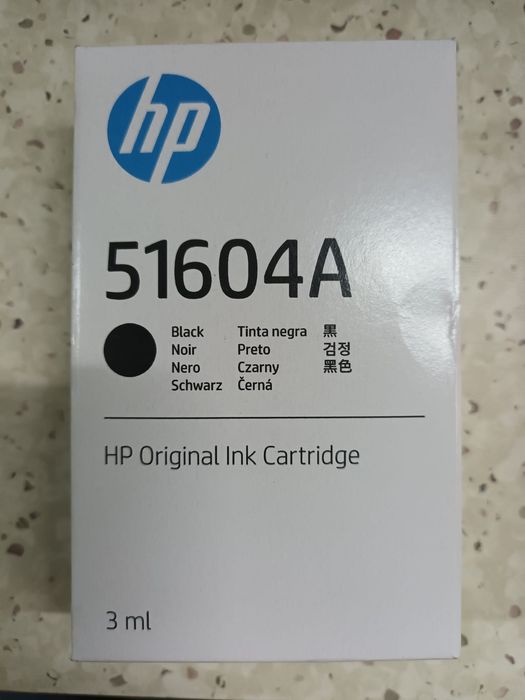 hp
51604A
Black Tinta negra 黒
Noir Preto 검정
Nero Czarny 黑色
Schwarz Černá
HP Original Ink Cartridge
3 ml